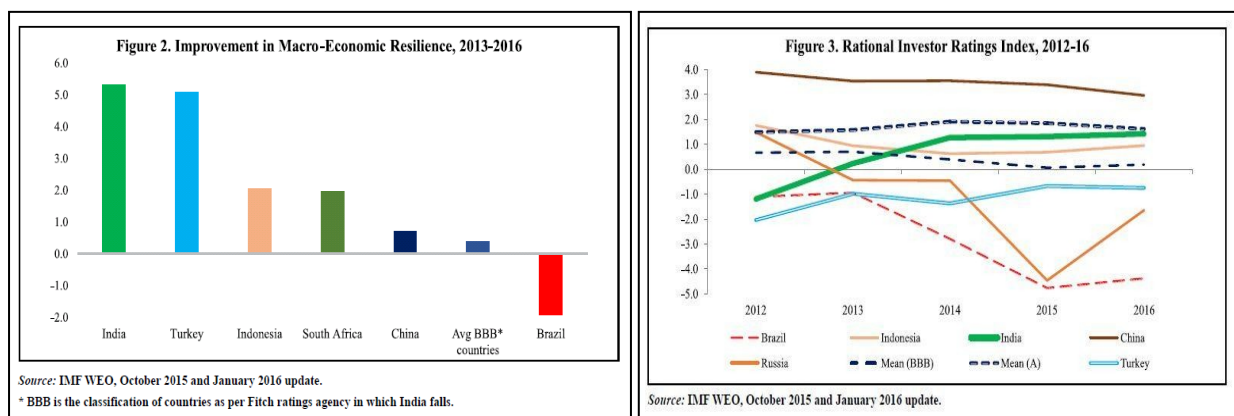 Figure 2. Improvement in Macro-Economic Resilience, 2013-2016
6.0
5.0
4.0
3.0
2.0
1.0
0.0
-1.0
-2.0
India Turkey Indonesia South Africa China Avg BBB* countries Brazil
Source: IMF WEO, October 2015 and January 2016 update.
* BBB is the classification of countries as per Fitch ratings agency in which India falls.
Figure 3. Rational Investor Ratings Index, 2012-16
4.0
3.0
2.0
1.0
0.0
-1.0
-2.0
-3.0
-4.0
-5.0
2012 2013 2014 2015 2016
Brazil Indonesia India China
Russia Mean (BBB) Mean (A) Turkey
Source: IMF WEO, October 2015 and January 2016 update.